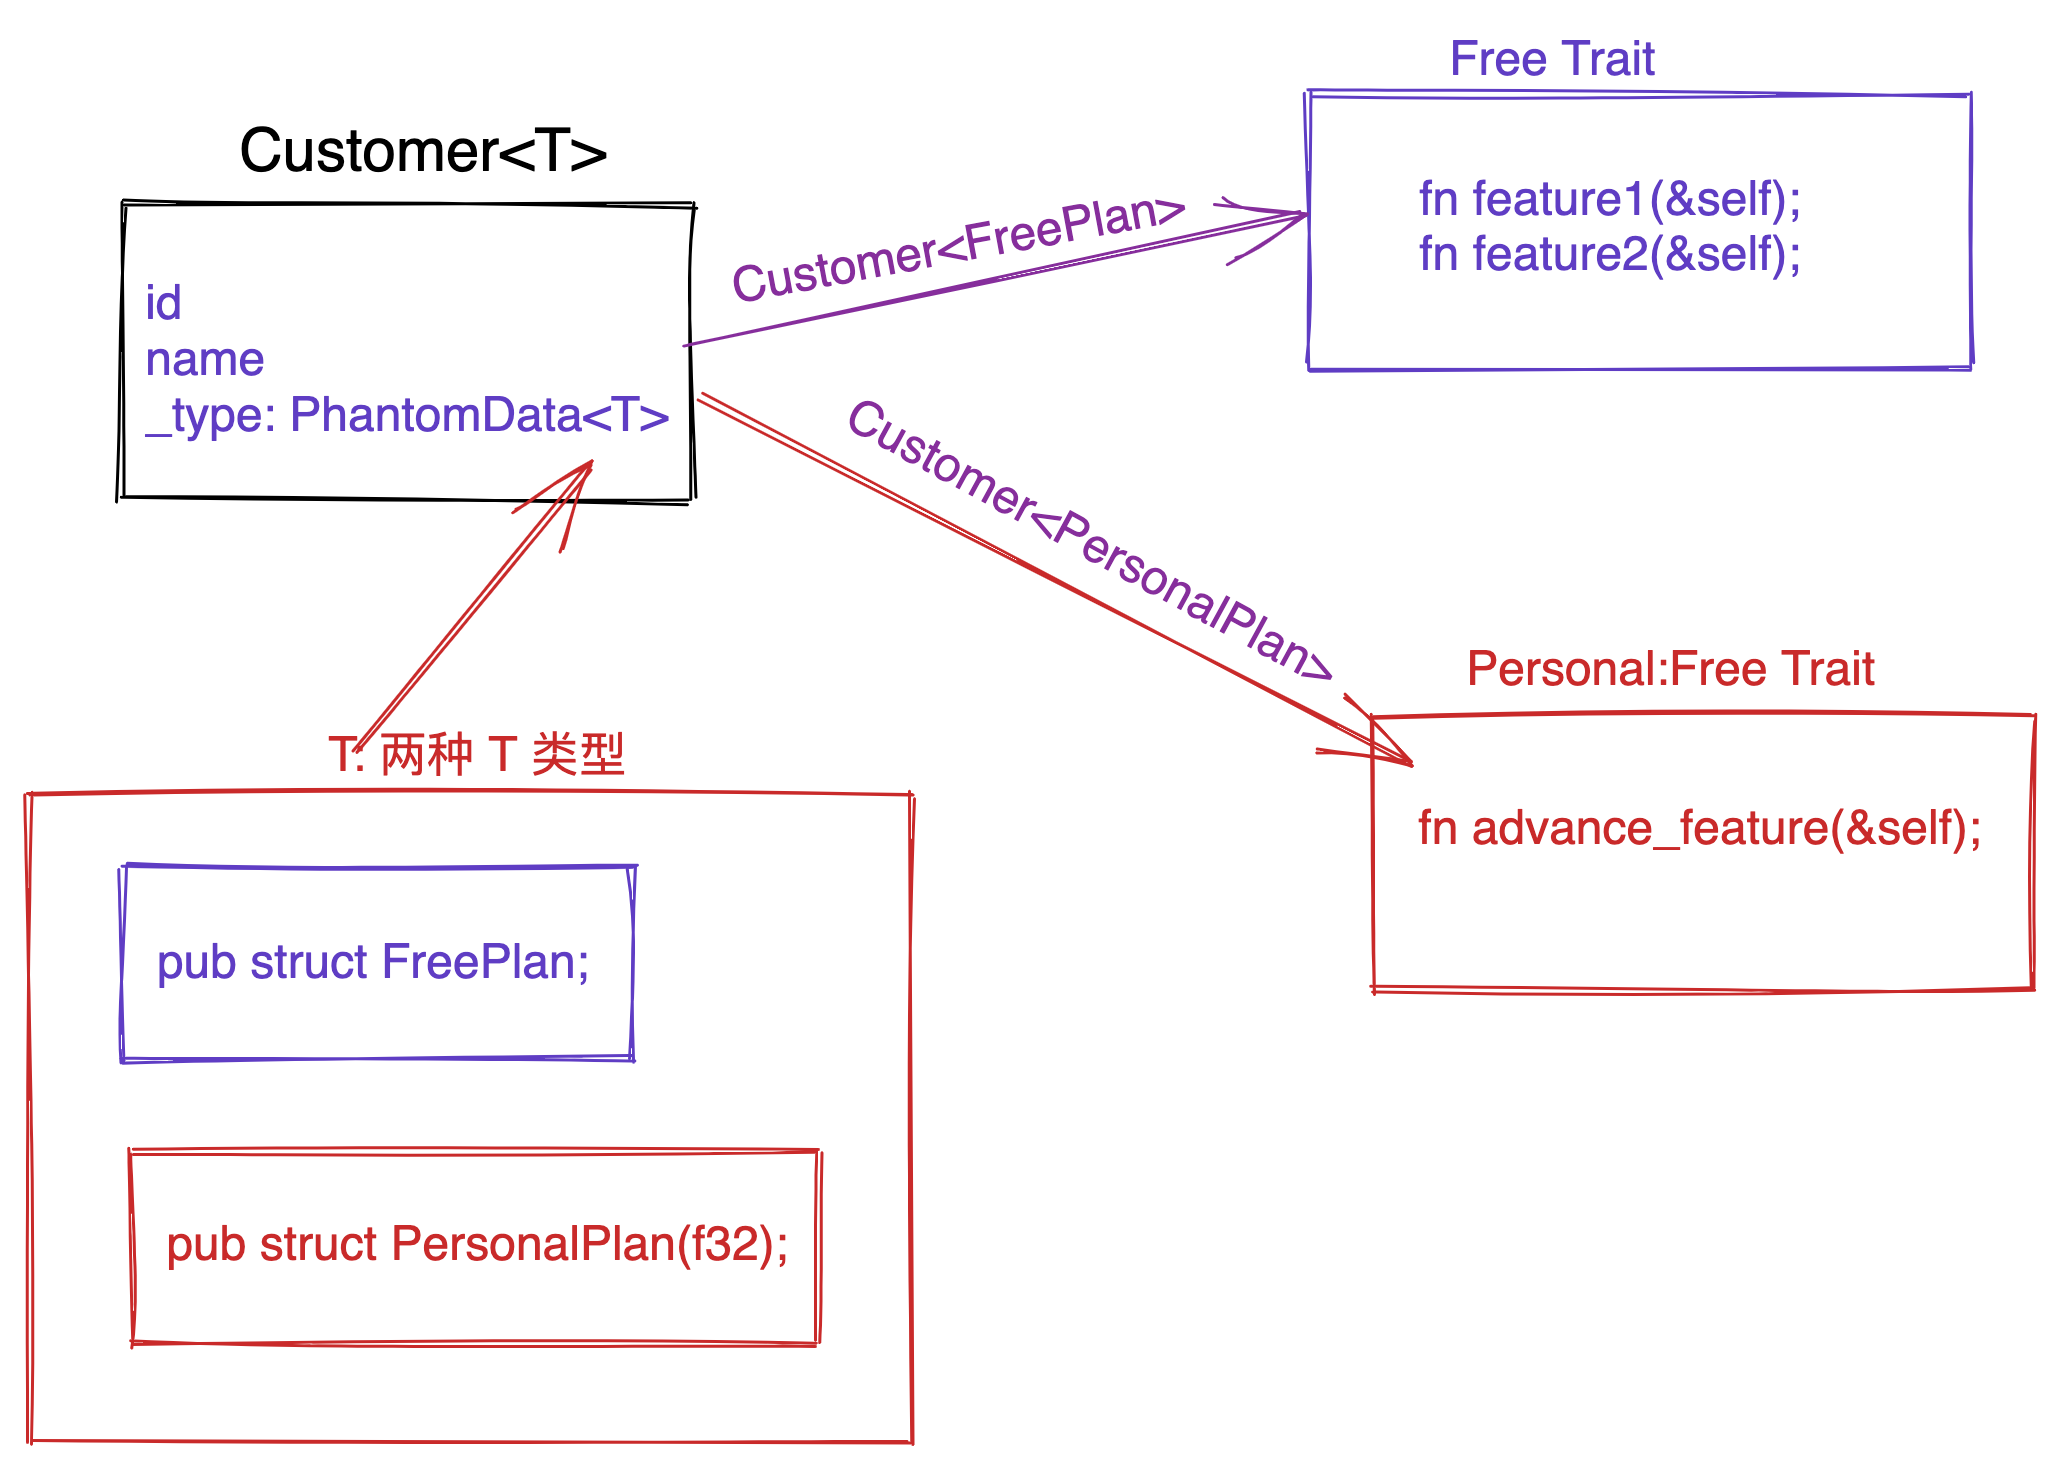 Free Trait
Customer<T>
fn feature1(&self);
fn feature2(&self);
Customer<FreePlan>
id
name
_type: PhantomData<T>
Customer<PersonalPlan>
Personal:Free Trait
T: 两种 T 类型
fn advance_feature(&self);
pub struct FreePlan;
pub struct PersonalPlan(f32);